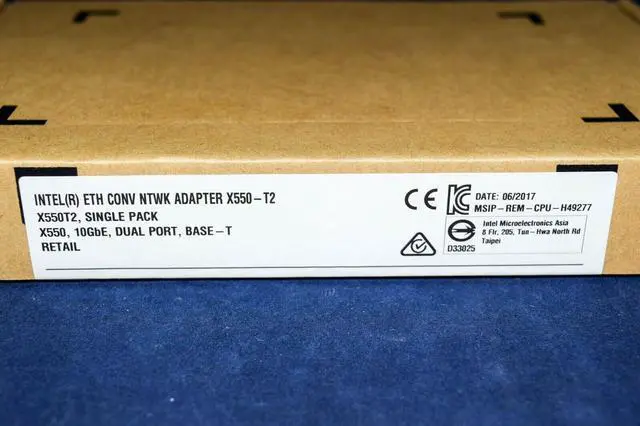 INTEL(R) ETH CONV NTWK ADAPTER X550-T2
X550T2, SINGLE PACK
X550, 10GbE, DUAL PORT, BASE-T
RETAIL
CE
DATE: 06/2017
MSIP-REM-CPU-H49277
Intel Microelectronics Asia
8 Flr, 205, Tun-Hwa North Rd
Taipei
D33025